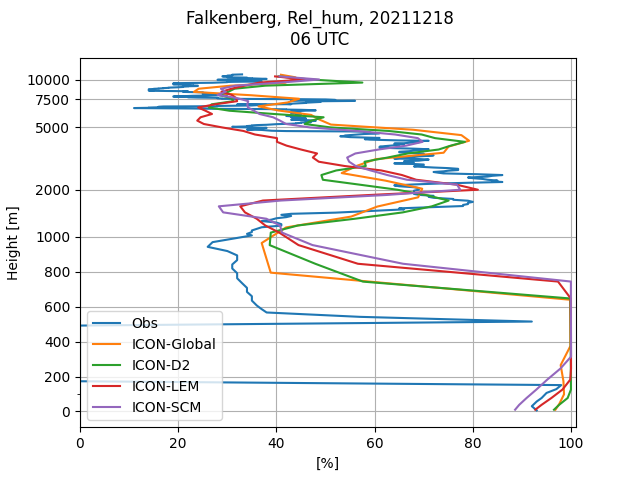 Falkenberg, Rel_hum, 20211218
06 UTC
10000
7500
5000
2000
1000
800
600
400
200
0
Height [m]
Obs
ICON-Global
ICON-D2
ICON-LEM
ICON-SCM
0 20 40 60 80 100
[%]